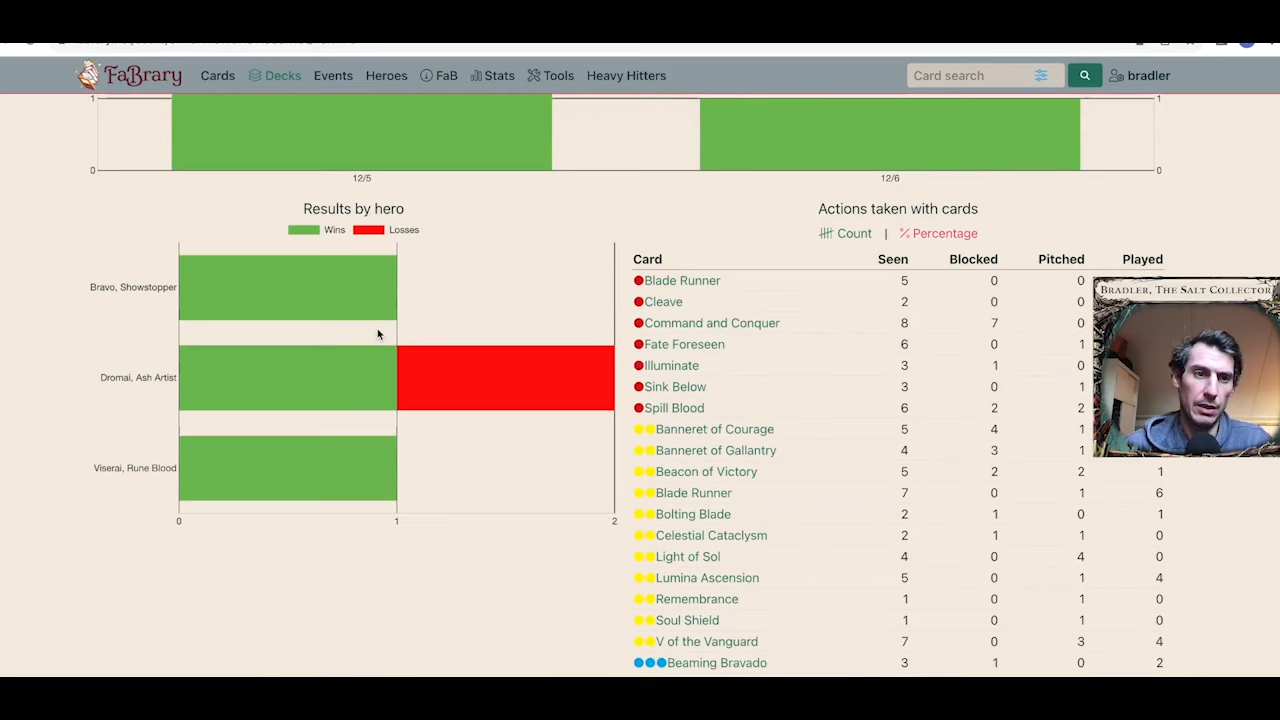 FaBrary Cards Decks Events Heroes FaB Stats Tools Heavy Hitters Card search bradler
1 1
0 0
12/5 12/6
Results by hero
Wins Losses
Bravo, Showstopper
Dromai, Ash Artist
Viserai, Rune Blood
0 1 2
Actions taken with cards
Count | Percentage
Card Seen Blocked Pitched Played
Blade Runner 5 0 0
Cleave 2 0 0
Command and Conquer 8 7 0
Fate Foreseen 6 0 1
Illuminate 3 1 0
Sink Below 3 0 1
Spill Blood 6 2 2
Banneret of Courage 5 4 1
Banneret of Gallantry 4 3 1
Beacon of Victory 5 2 2 1
Blade Runner 7 0 1 6
Bolting Blade 2 1 0 1
Celestial Cataclysm 2 1 1 0
Light of Sol 4 0 4 0
Lumina Ascension 5 0 1 4
Remembrance 1 0 1 0
Soul Shield 1 0 1 0
V of the Vanguard 7 0 3 4
Beaming Bravado 3 1 0 2
Bradler, The Salt Collector